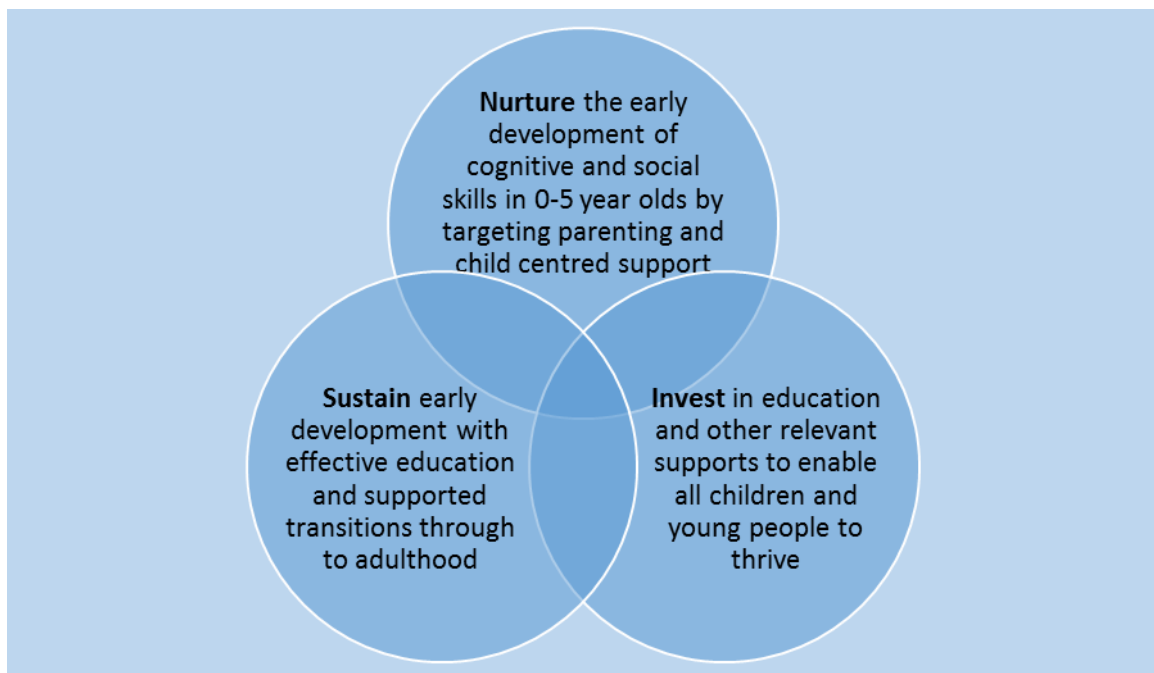 Nurture the early
development of
cognitive and social
skills in 0-5 year olds by
targeting parenting and
child centred support
Sustain early
development with
effective education
and supported
transitions through
to adulthood
Invest in education
and other relevant
supports to enable
all children and
young people to
thrive